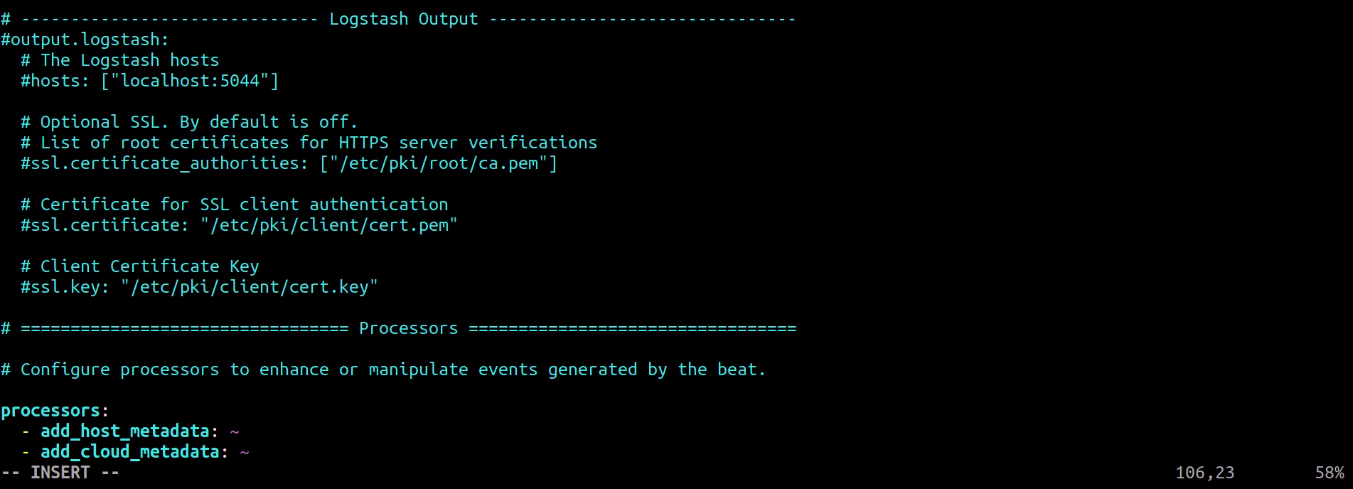 # ------------------------------ Logstash Output -------------------------------
#output.logstash:
  # The Logstash hosts
  #hosts: ["localhost:5044"]

  # Optional SSL. By default is off.
  # List of root certificates for HTTPS server verifications
  #ssl.certificate_authorities: ["/etc/pki/root/ca.pem"]

  # Certificate for SSL client authentication
  #ssl.certificate: "/etc/pki/client/cert.pem"

  # Client Certificate Key
  #ssl.key: "/etc/pki/client/cert.key"

# ================================= Processors =================================

# Configure processors to enhance or manipulate events generated by the beat.

processors:
  - add_host_metadata: ~
  - add_cloud_metadata: ~
-- INSERT -- 106,23 58%